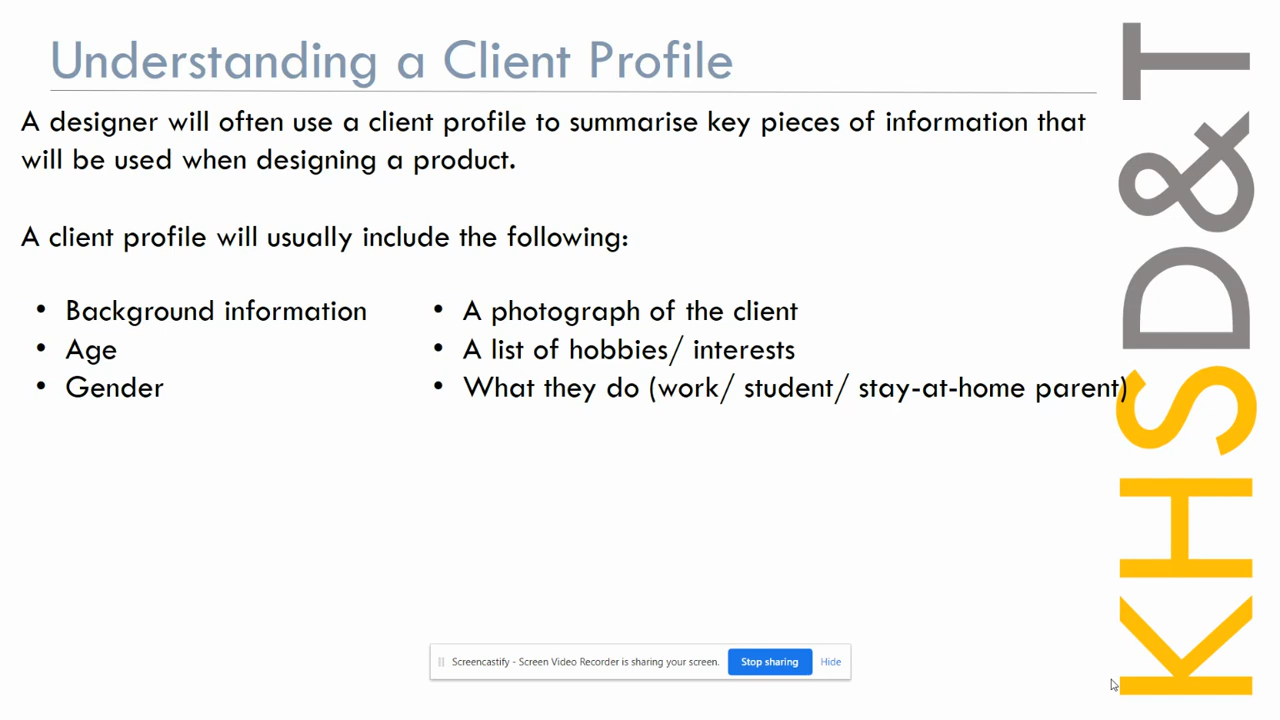 Understanding a Client Profile
A designer will often use a client profile to summarise key pieces of information that
will be used when designing a product.
A client profile will usually include the following:
• Background information
• Age
• Gender
• A photograph of the client
• A list of hobbies/ interests
• What they do (work/ student/ stay-at-home parent)
KHSD&T
Screencastify - Screen Video Recorder is sharing your screen. Stop sharing Hide